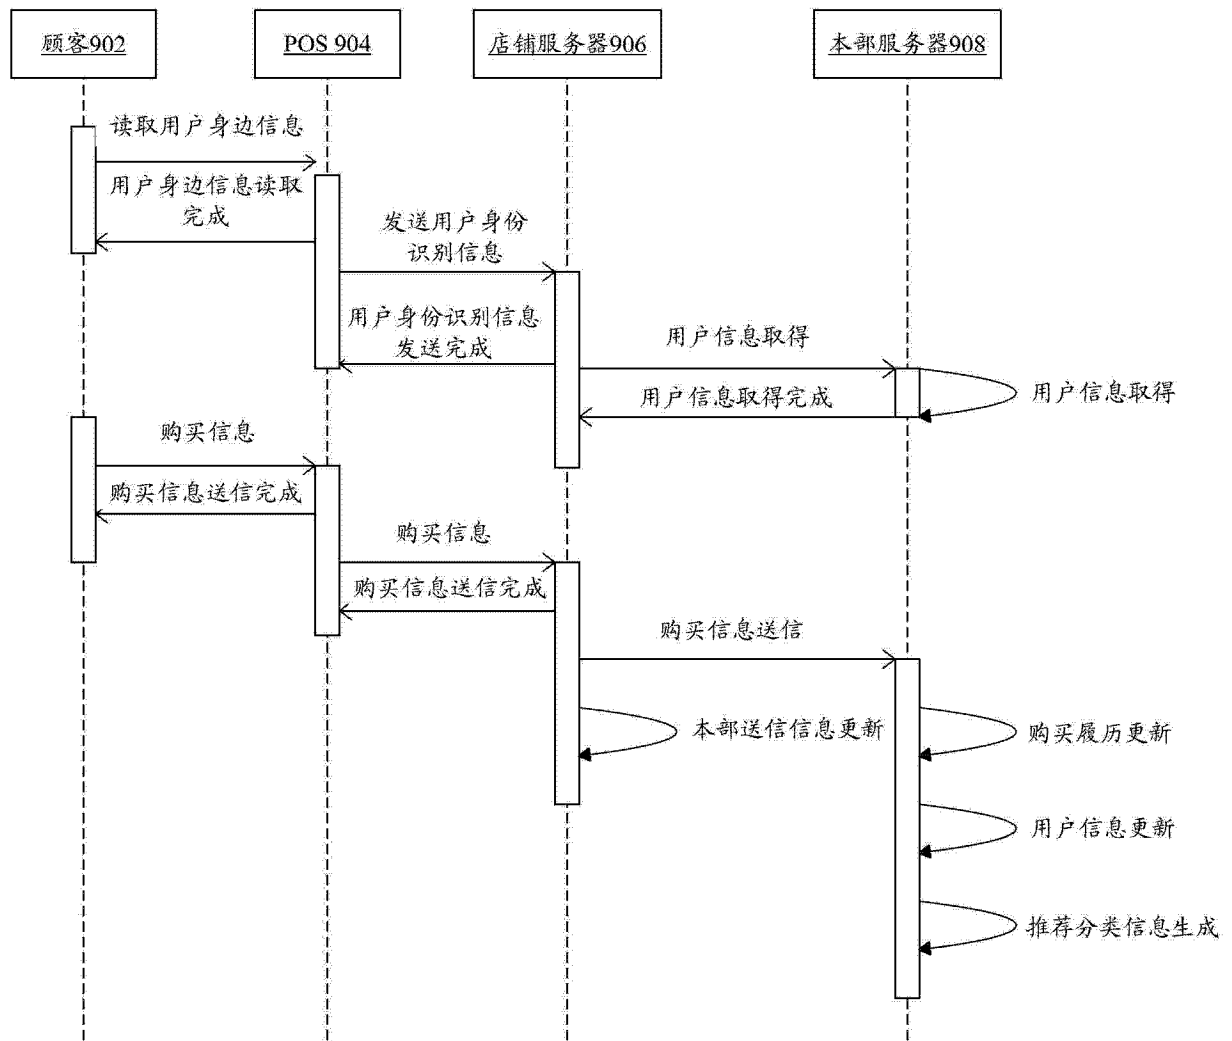 顾客902
POS 904
店铺服务器906
本部服务器908
读取用户身边信息
用户身边信息读取
完成
发送用户身份
识别信息
用户身份识别信息
发送完成
用户信息取得
用户信息取得完成
用户信息取得
购买信息
购买信息送信完成
购买信息
购买信息送信完成
购买信息送信
本部送信信息更新
购买履历更新
用户信息更新
推荐分类信息生成